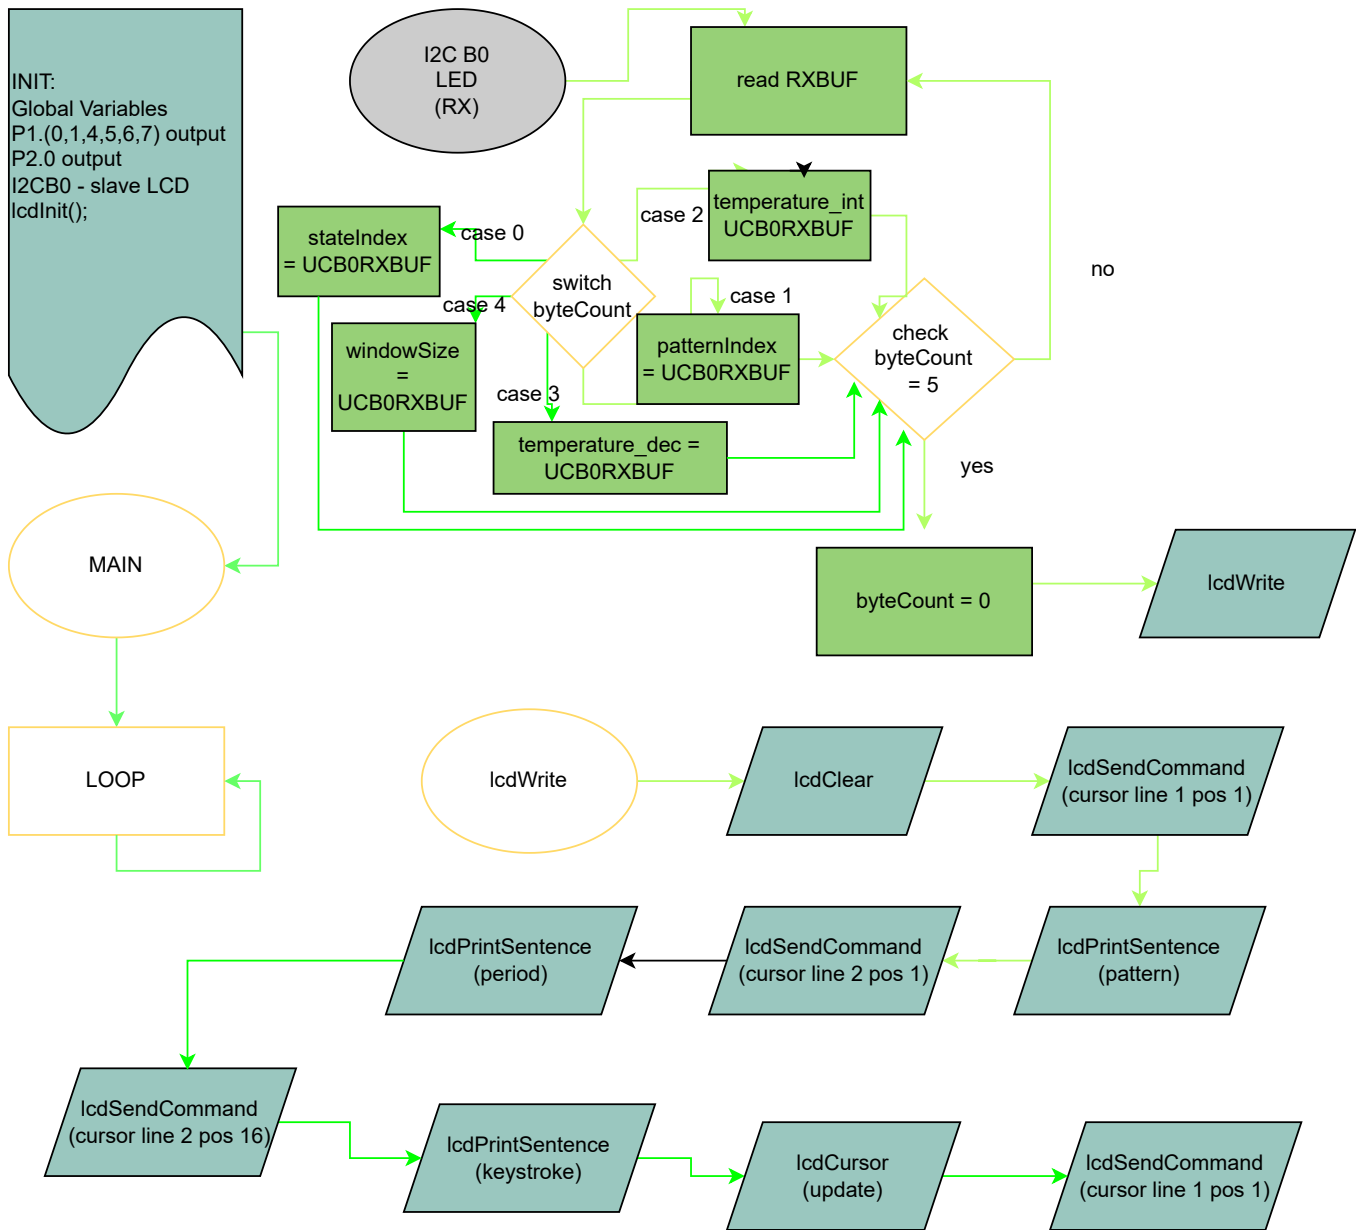 INIT:
Global Variables
P1.(0,1,4,5,6,7) output
P2.0 output
I2CB0 - slave LCD
lcdInit();
I2C B0
LED
(RX)
read RXBUF
case 0
stateIndex
= UCB0RXBUF
case 2
temperature_int
UCB0RXBUF
switch
byteCount
case 1
patternIndex
= UCB0RXBUF
case 4
windowSize
=
UCB0RXBUF
case 3
temperature_dec =
UCB0RXBUF
check
byteCount
= 5
no
yes
byteCount = 0
lcdWrite
MAIN
LOOP
lcdWrite
lcdClear
lcdSendCommand
(cursor line 1 pos 1)
lcdPrintSentence
(pattern)
lcdSendCommand
(cursor line 2 pos 1)
lcdPrintSentence
(period)
lcdSendCommand
(cursor line 2 pos 16)
lcdPrintSentence
(keystroke)
lcdCursor
(update)
lcdSendCommand
(cursor line 1 pos 1)